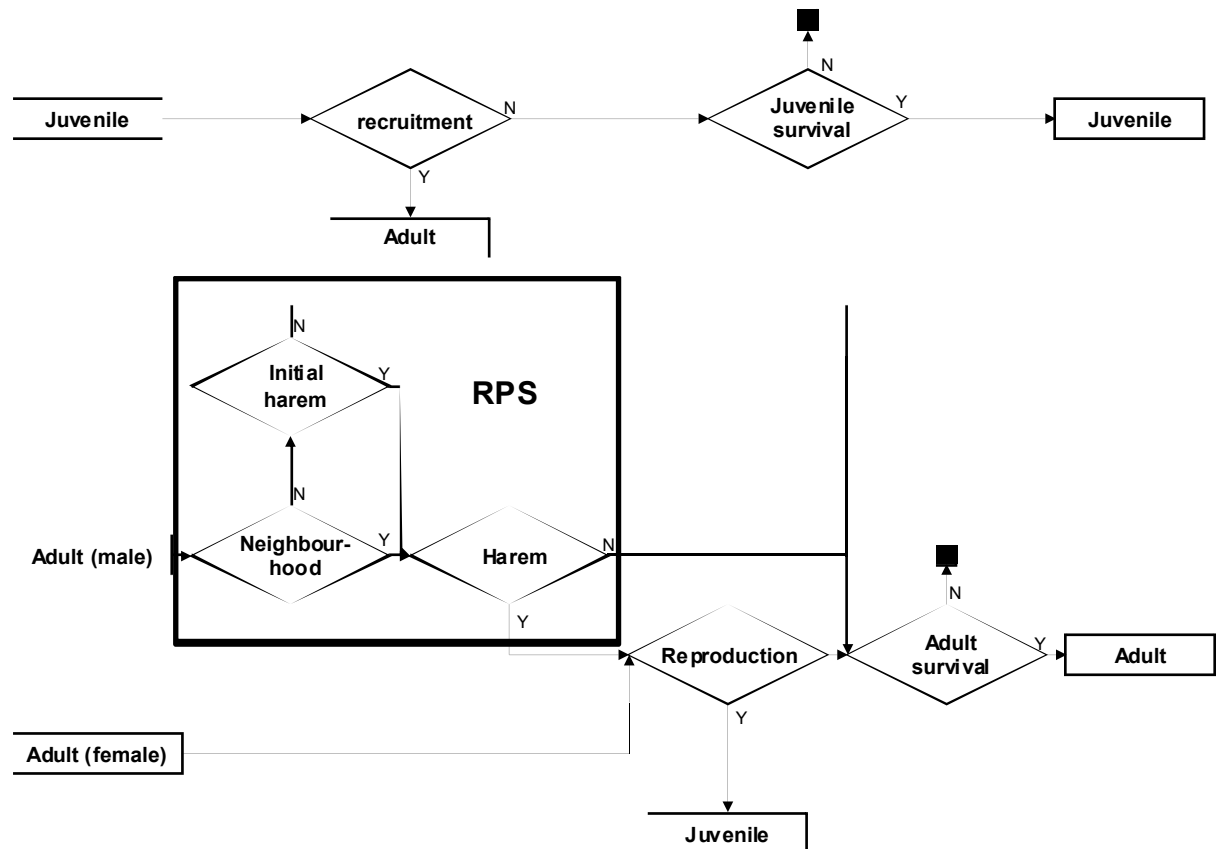 N
Juvenile
recruitment
N
Juvenile
survival
Y
Juvenile
Y
Adult
N
Initial
harem
Y
RPS
N
Adult (male)
Neighbour-
hood
Y
Harem
N
N
Y
Reproduction
Adult
survival
Y
Adult
Y
Adult (female)
Juvenile